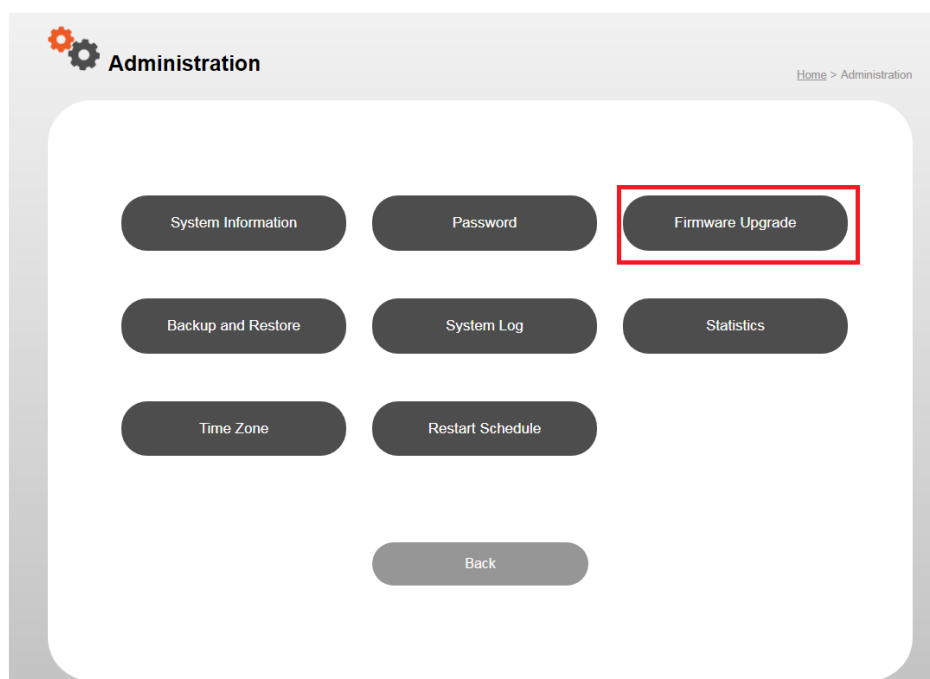 Administration
Home > Administration
System Information
Password
Firmware Upgrade
Backup and Restore
System Log
Statistics
Time Zone
Restart Schedule
Back